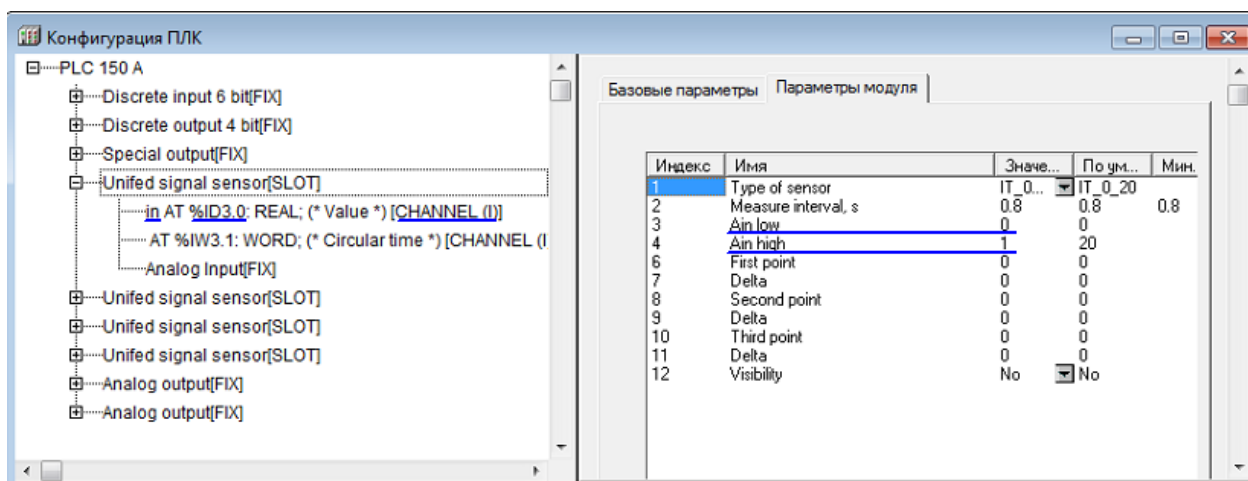 Конфигурация ПЛК
PLC 150 A
Discrete input 6 bit[FIX]
Discrete output 4 bit[FIX]
Special output[FIX]
Unifed signal sensor[SLOT]
in AT %ID3.0: REAL; (* Value *) [CHANNEL (I)]
AT %IW3.1: WORD; (* Circular time *) [CHANNEL (I
Analog Input[FIX]
Unifed signal sensor[SLOT]
Unifed signal sensor[SLOT]
Unifed signal sensor[SLOT]
Analog output[FIX]
Analog output[FIX]
Базовые параметры Параметры модуля
Индекс Имя Значе... По ум... Мин.
1 Type of sensor IT_0... IT_0_20
2 Measure interval, s 0.8 0.8 0.8
3 Ain low 0 0
4 Ain high 1 20
6 First point 0 0
7 Delta 0 0
8 Second point 0 0
9 Delta 0 0
10 Third point 0 0
11 Delta 0 0
12 Visibility No No